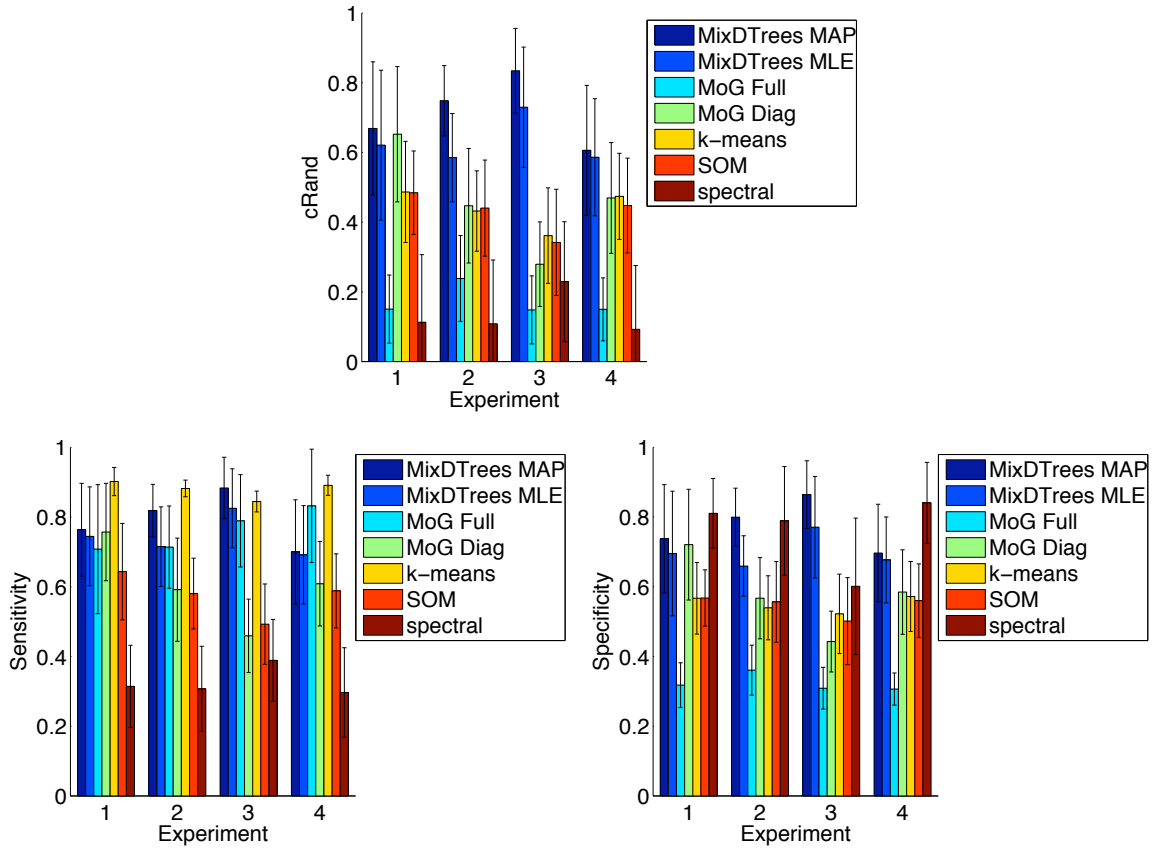 1
0.8
0.6
0.4
0.2
0
cRand
1
2
3
4
Experiment
MixDTrees MAP
MixDTrees MLE
MoG Full
MoG Diag
k−means
SOM
spectral
1
0.8
0.6
0.4
0.2
0
Sensitivity
1
2
3
4
Experiment
MixDTrees MAP
MixDTrees MLE
MoG Full
MoG Diag
k−means
SOM
spectral
1
0.8
0.6
0.4
0.2
0
Specificity
1
2
3
4
Experiment
MixDTrees MAP
MixDTrees MLE
MoG Full
MoG Diag
k−means
SOM
spectral